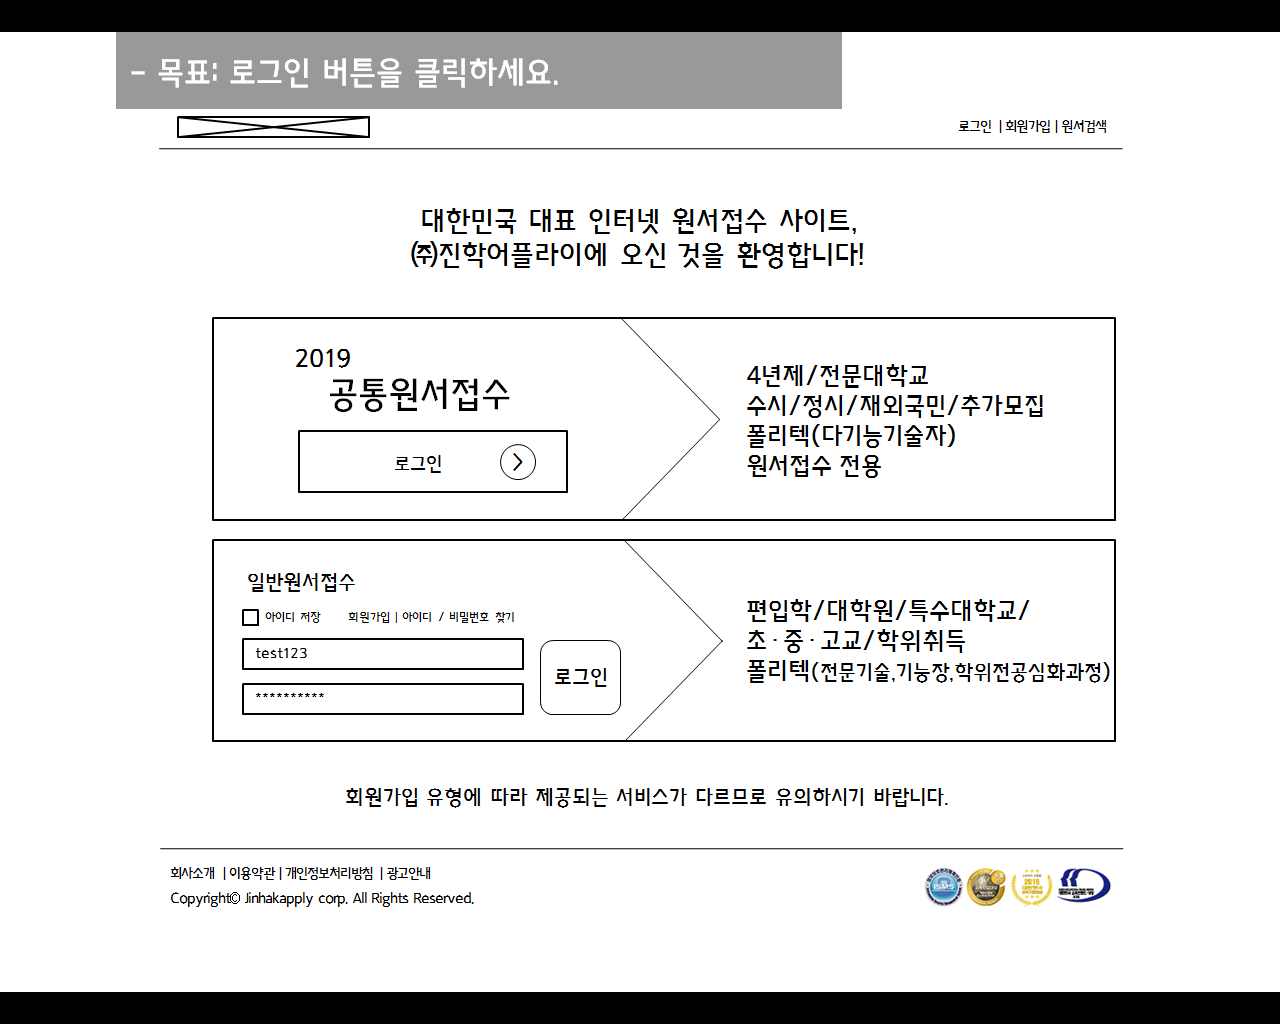 - 목표: 로그인 버튼을 클릭하세요.
로그인 | 회원가입 | 원서검색
대한민국 대표 인터넷 원서접수 사이트,
㈜진학어플라이에 오신 것을 환영합니다!
2019
공통원서접수
로그인
4년제/전문대학교
수시/정시/재외국민/추가모집
폴리텍(다기능기술자)
원서접수 전용
일반원서접수
아이디 저장 회원가입 | 아이디 / 비밀번호 찾기
test123
**********
로그인
편입학/대학원/특수대학교/
초·중·고교/학위취득
폴리텍(전문기술,기능장,학위전공심화과정)
회원가입 유형에 따라 제공되는 서비스가 다르므로 유의하시기 바랍니다.
회사소개 | 이용약관 | 개인정보처리방침 | 광고안내
Copyright© Jinhakapply corp. All Rights Reserved.
ISMS